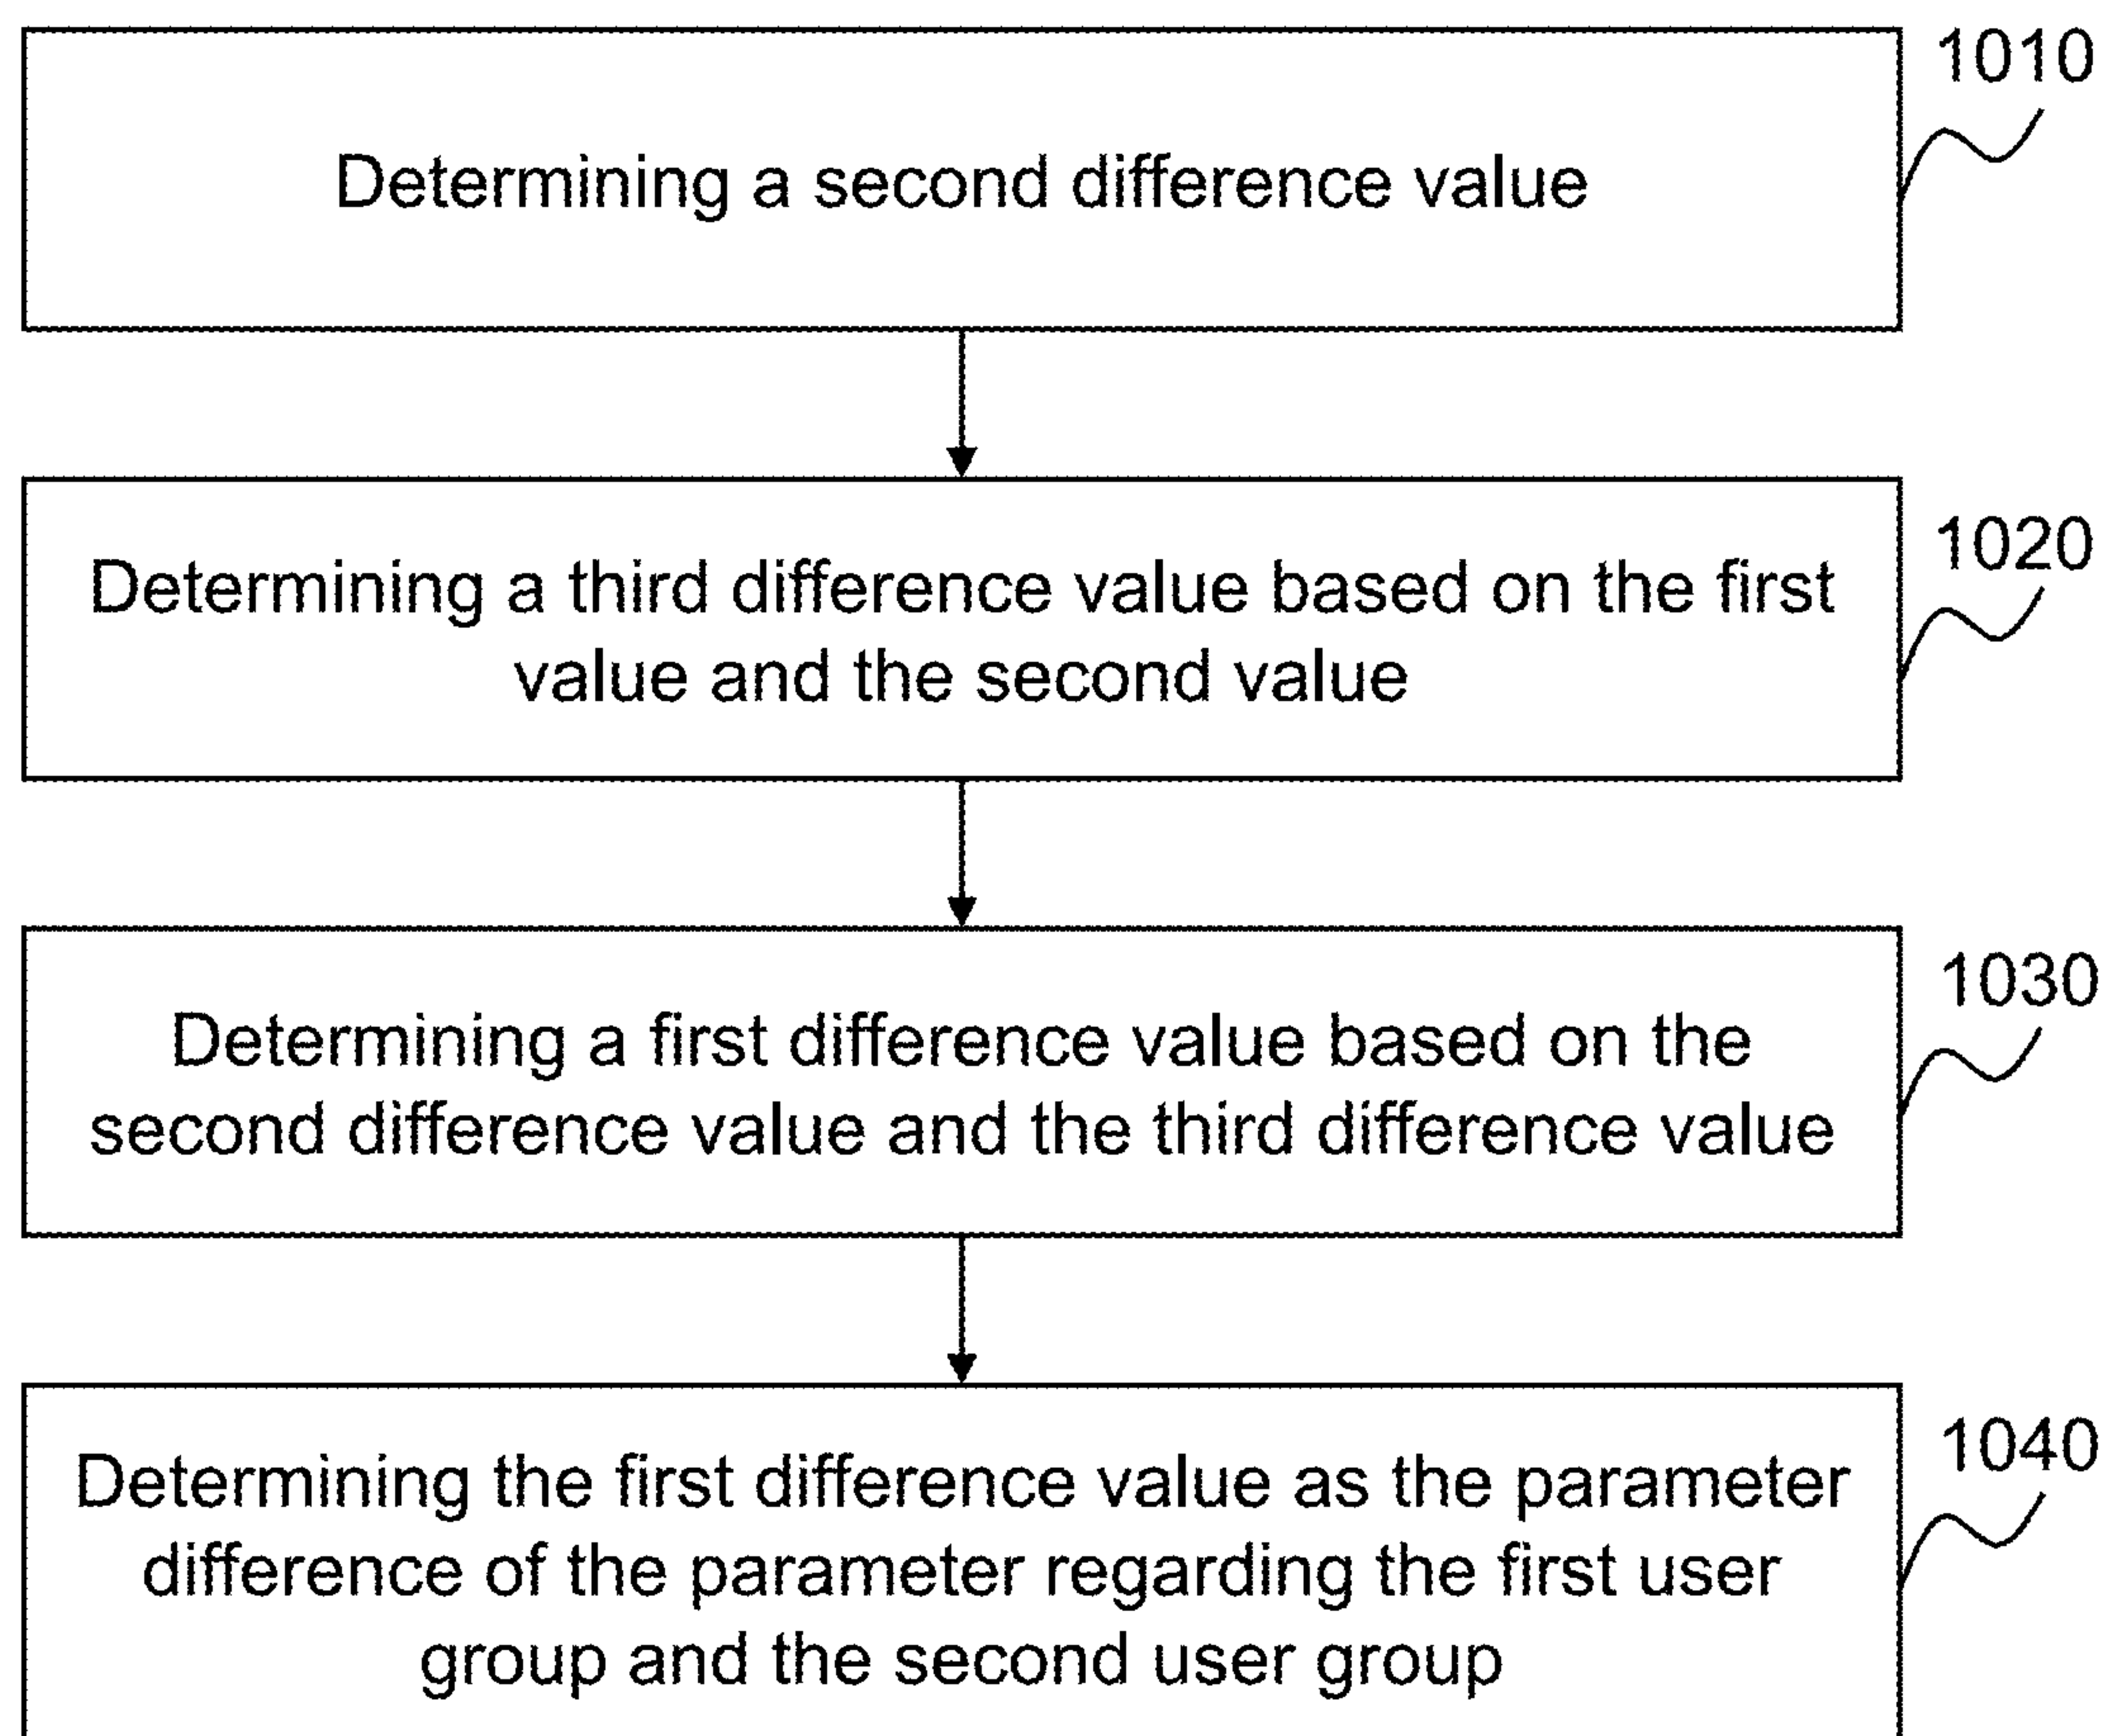 1010
Determining a second difference value
1020
Determining a third difference value based on the first
value and the second value
1030
Determining a first difference value based on the
second difference value and the third difference value
1040
Determining the first difference value as the parameter
difference of the parameter regarding the first user
group and the second user group